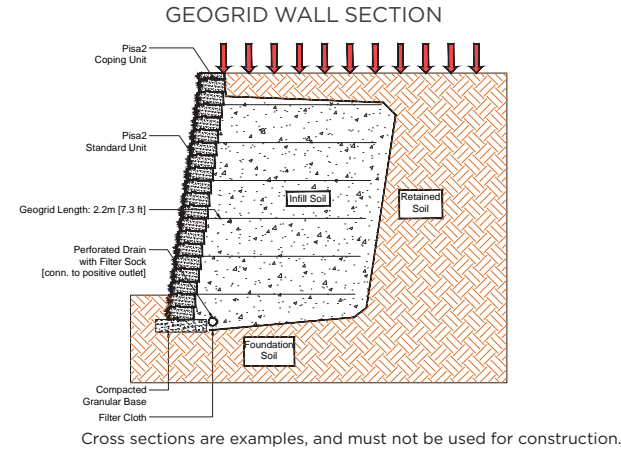 GEOGRID WALL SECTION
Pisa2
Coping Unit
Pisa2
Standard Unit
Geogrid Length: 2.2m [7.3 ft]
Infill Soil
Retained
Soil
Perforated Drain
with Filter Sock
[conn. to positive outlet]
Foundation
Soil
Compacted
Granular Base
Filter Cloth
Cross sections are examples, and must not be used for construction.